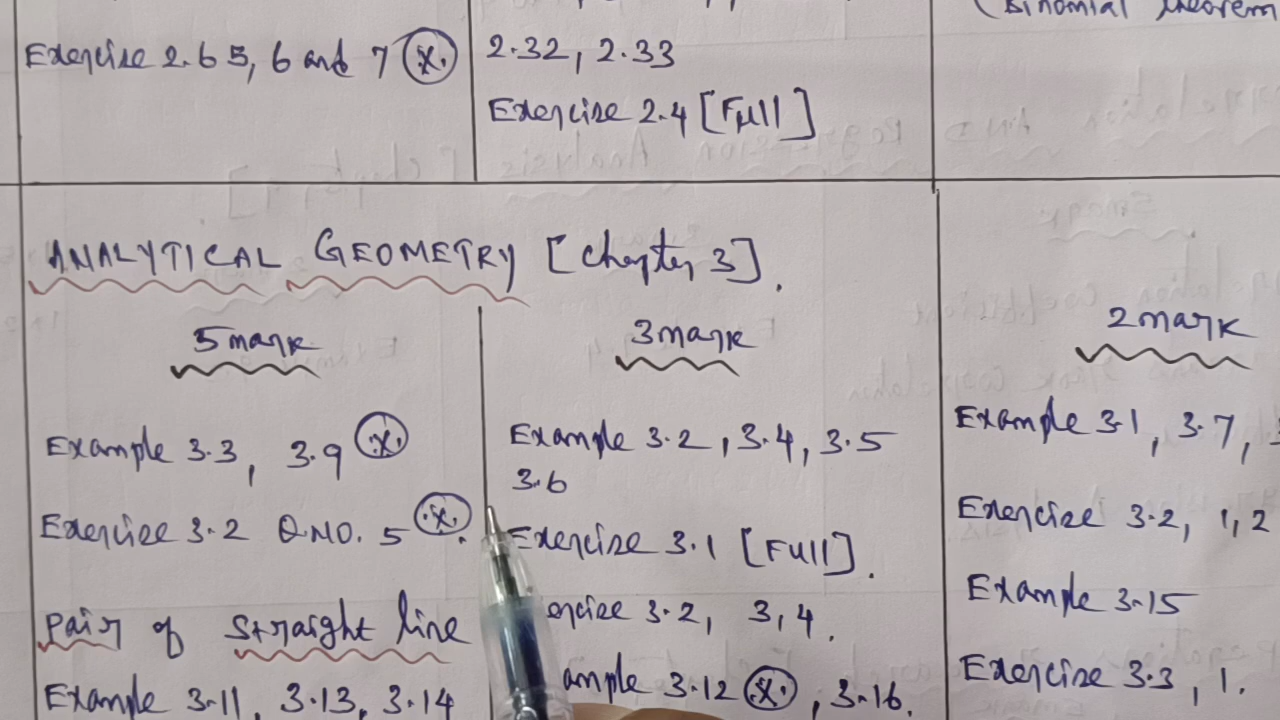 (Binomial theorem
Exercise 2.6 5, 6 and 7 (x.)
2.32, 2.33
Exercise 2.4 [Full]
ANALYTICAL GEOMETRY [Chapter 3].
5 mark
Example 3.3, 3.9 (x)
Exercise 3.2 Q.NO. 5 (x).
Pair of Straight line
Example 3.11, 3.13, 3.14
3 mark
Example 3.2, 3.4, 3.5
3.6
Exercise 3.1 [Full].
ercise 3.2, 3, 4.
ample 3.12 (x), 3.16.
2 mark
Example 3.1, 3.7,
Exercise 3.2, 1, 2
Example 3.15
Exercise 3.3, 1.